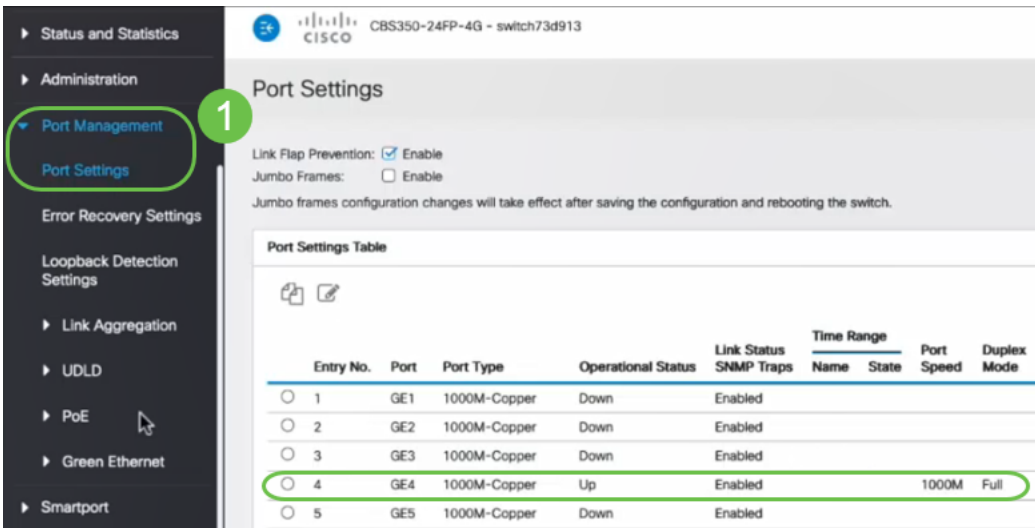 Status and Statistics
Administration
Port Management
Port Settings
Error Recovery Settings
Loopback Detection
Settings
Link Aggregation
UDLD
PoE
Green Ethernet
Smartport
1
CISCO
CBS350-24FP-4G - switch73d913
Port Settings
Link Flap Prevention: Enable
Jumbo Frames: Enable
Jumbo frames configuration changes will take effect after saving the configuration and rebooting the switch.
Port Settings Table
Entry No. Port Port Type Operational Status Link Status SNMP Traps Time Range Name State Port Speed Duplex Mode
1 GE1 1000M-Copper Down Enabled
2 GE2 1000M-Copper Down Enabled
3 GE3 1000M-Copper Down Enabled
4 GE4 1000M-Copper Up Enabled 1000M Full
5 GE5 1000M-Copper Down Enabled